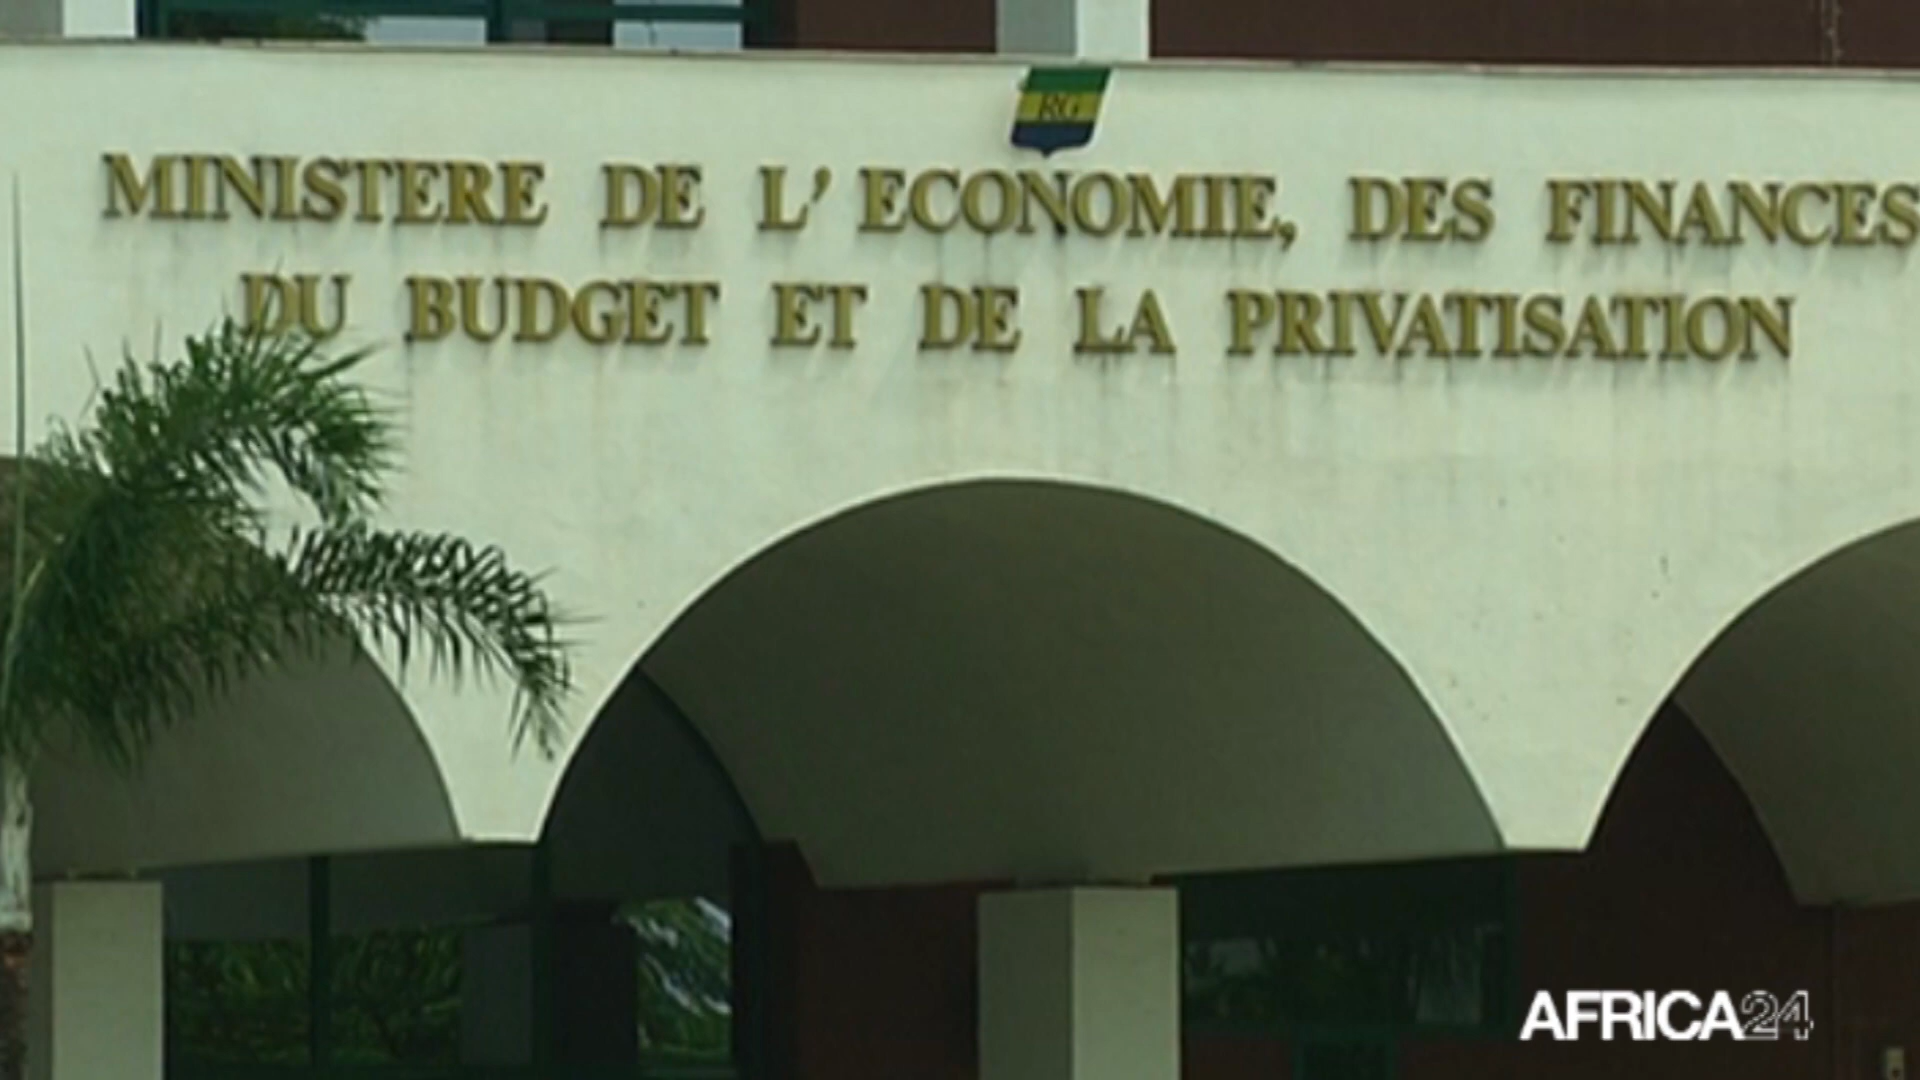 RG
MINISTERE DE L' ECONOMIE, DES FINANCES
DU BUDGET ET DE LA PRIVATISATION
AFRICA24